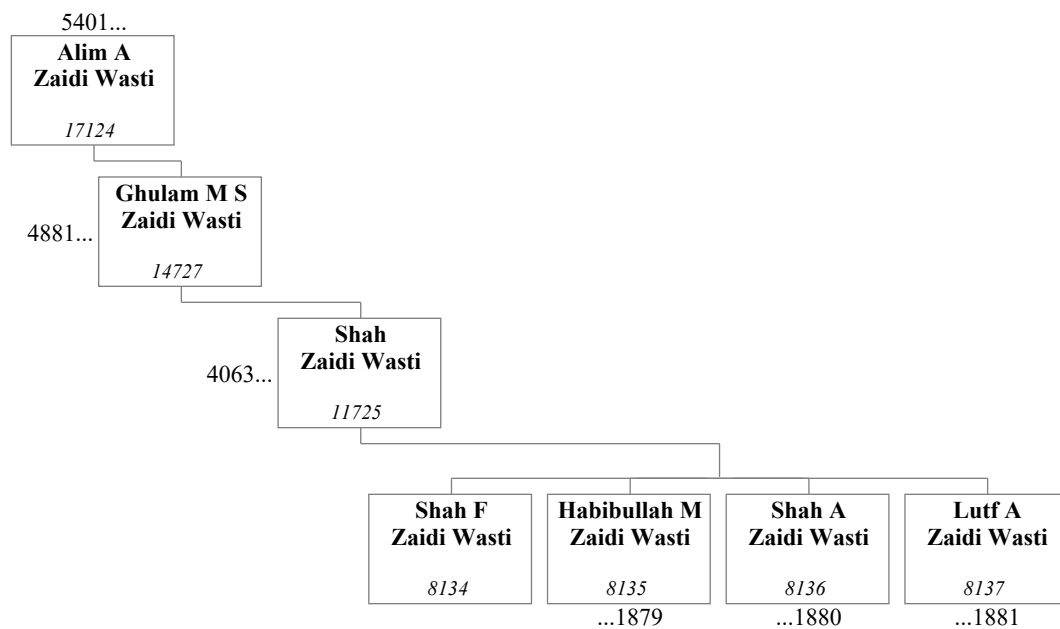 5401...
Alim A
Zaidi Wasti
17124
Ghulam M S
Zaidi Wasti
4881...
14727
Shah
Zaidi Wasti
4063...
11725
Shah F
Zaidi Wasti
8134
Habibullah M
Zaidi Wasti
8135
...1879
Shah A
Zaidi Wasti
8136
...1880
Lutf A
Zaidi Wasti
8137
...1881